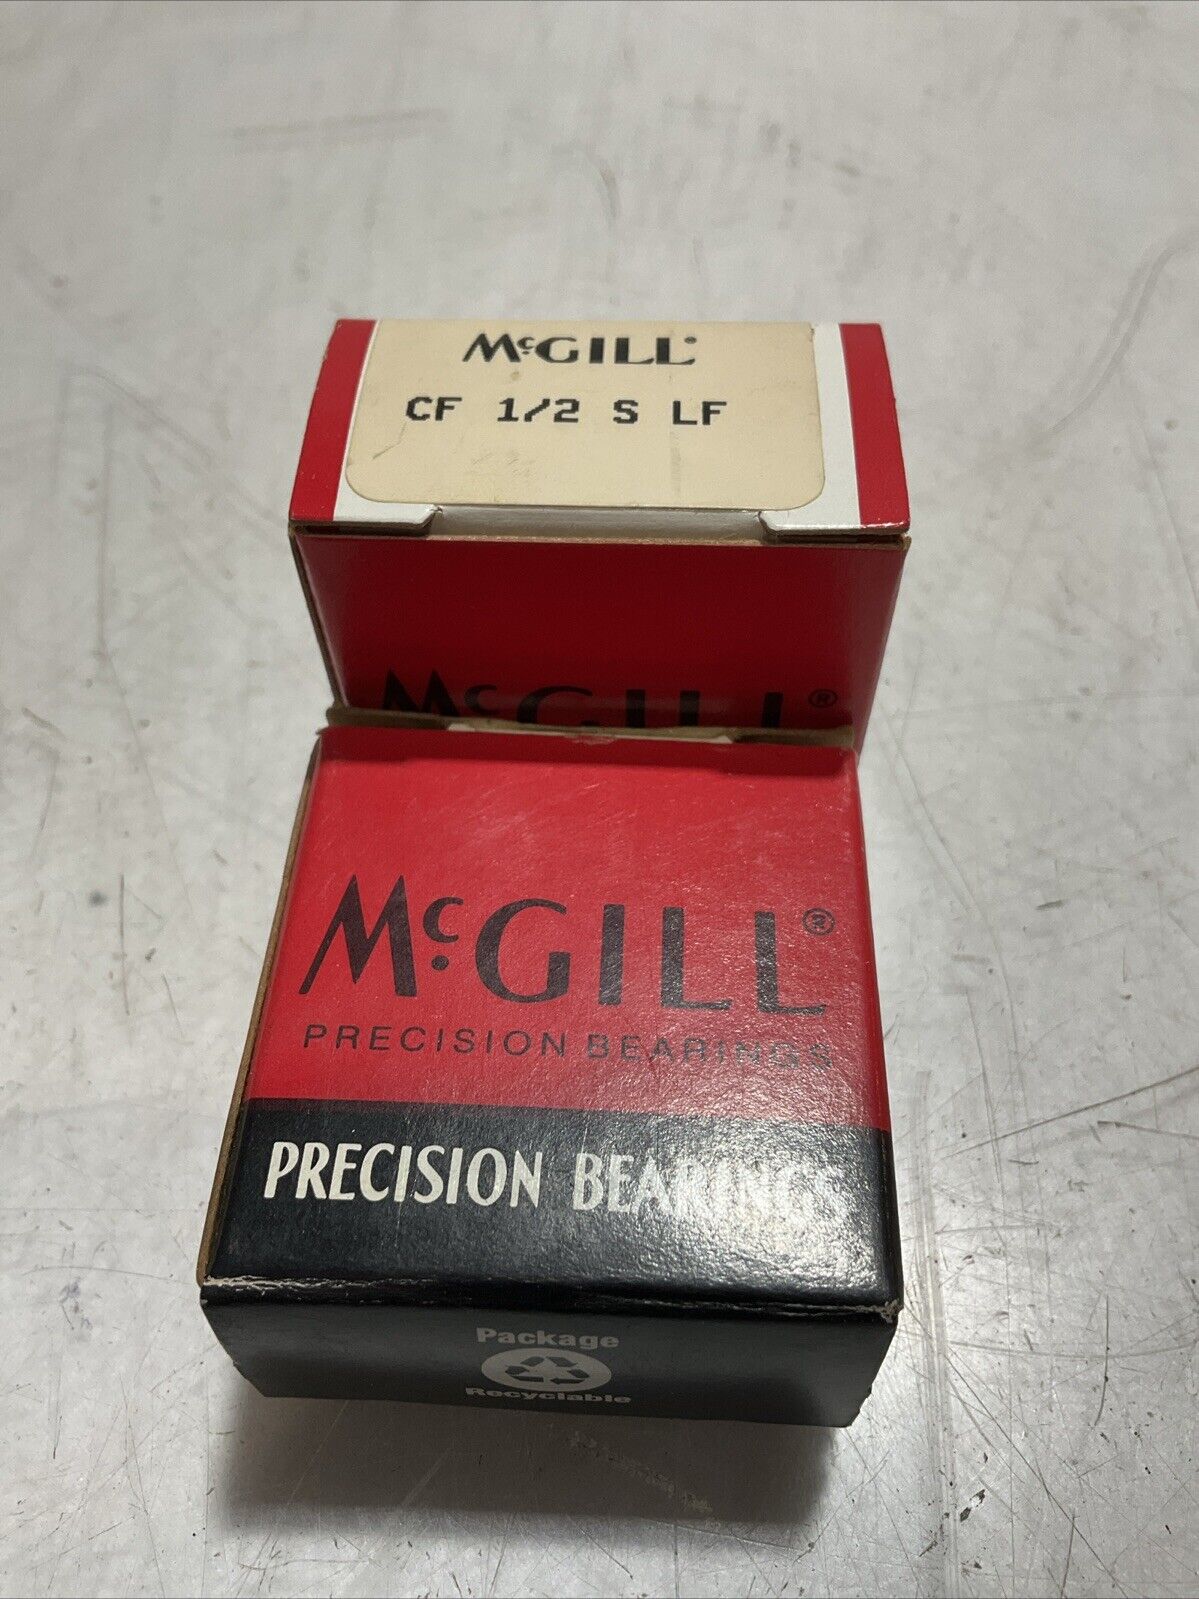 McGILL®
CF 1/2 S LF
McGILL®
McGILL®
PRECISION BEARINGS
PRECISION BEARINGS
Package
Recyclable